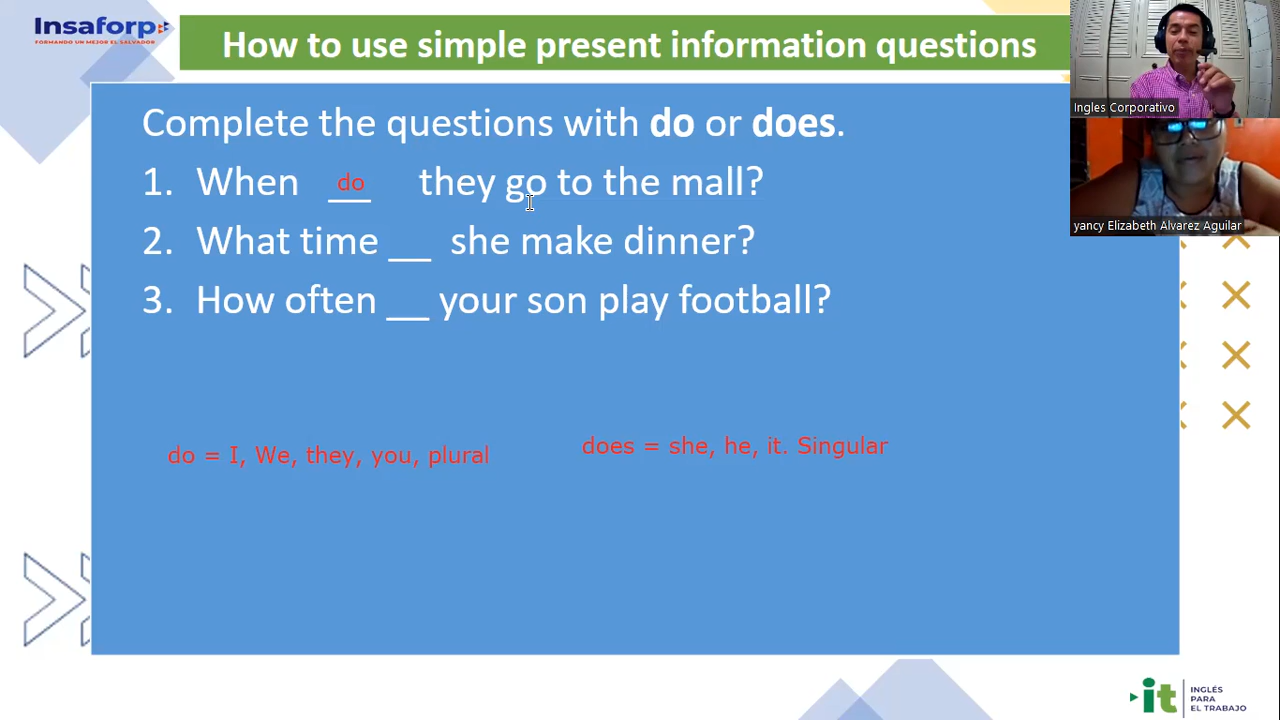 Insaforp
FORMANDO UN MEJOR EL SALVADOR
How to use simple present information questions
Ingles Corporativo
yancy Elizabeth Alvarez Aguilar
Complete the questions with do or does.
1. When do they go to the mall?
2. What time __ she make dinner?
3. How often __ your son play football?
do = I, We, they, you, plural
does = she, he, it. Singular
it INGLÉS
PARA
EL TRABAJO